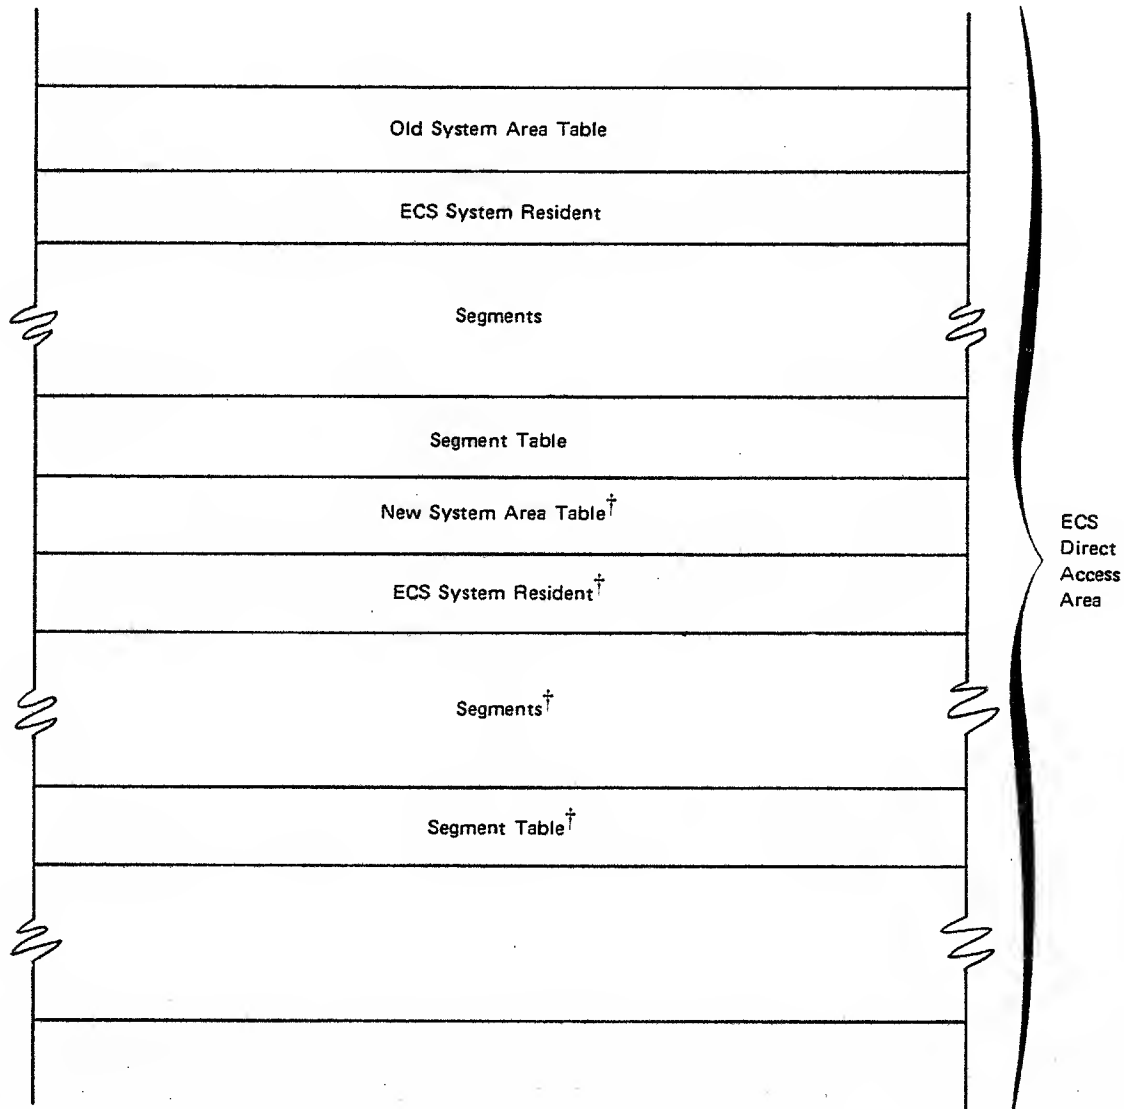 Old System Area Table
ECS System Resident
Segments
Segment Table
New System Area Table†
ECS System Resident†
Segments†
Segment Table†
ECS
Direct
Access
Area